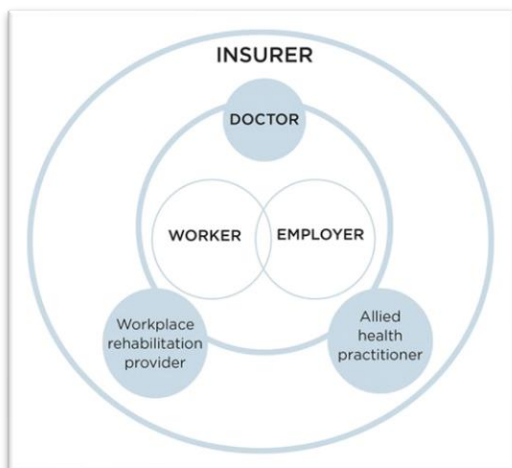 INSURER
DOCTOR
WORKER
EMPLOYER
Workplace
rehabilitation
provider
Allied
health
practitioner